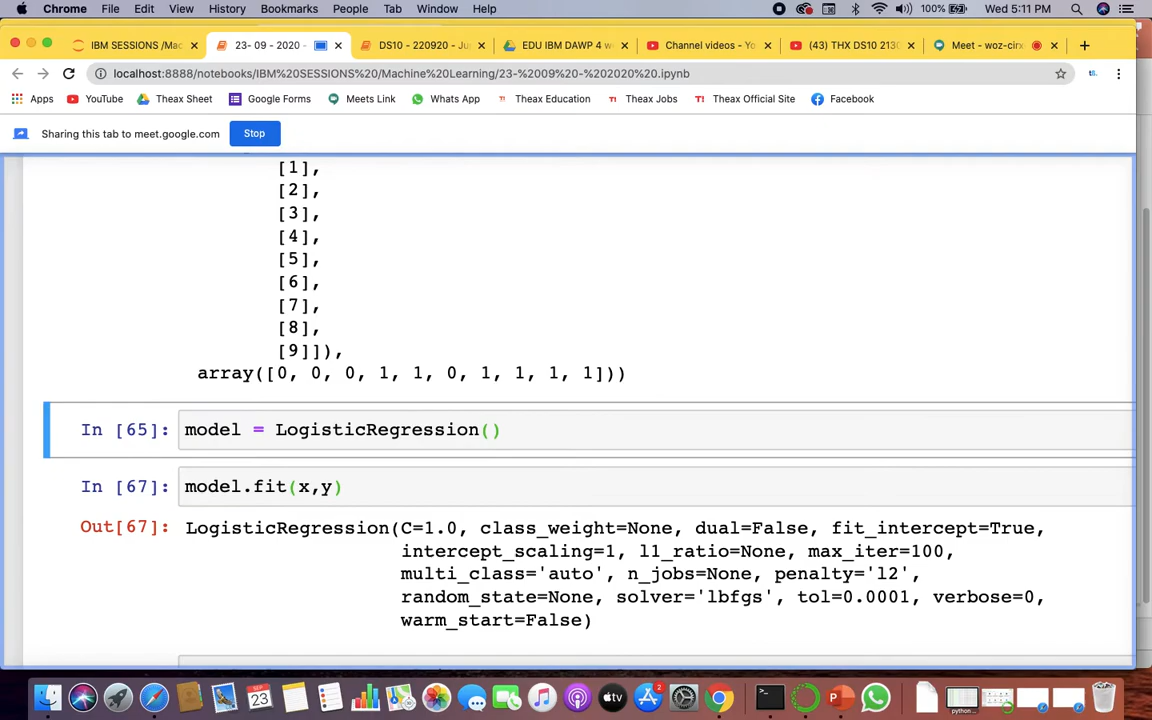 Chrome File Edit View History Bookmarks People Tab Window Help 100% Wed 5:11 PM
IBM SESSIONS /Mac 23- 09 - 2020 - DS10 - 220920 - Ju EDU IBM DAWP 4 w Channel videos - Yo (43) THX DS10 213 Meet - woz-cirx
localhost:8888/notebooks/IBM%20SESSIONS%20/Machine%20Learning/23-%2009%20-%202020%20.ipynb
Apps YouTube Theax Sheet Google Forms Meets Link Whats App Theax Education Theax Jobs Theax Official Site Facebook
Sharing this tab to meet.google.com Stop
[1],
[2],
[3],
[4],
[5],
[6],
[7],
[8],
[9]]),
array([0, 0, 0, 1, 1, 0, 1, 1, 1, 1]))
In [65]: model = LogisticRegression()
In [67]: model.fit(x,y)
Out[67]: LogisticRegression(C=1.0, class_weight=None, dual=False, fit_intercept=True,
intercept_scaling=1, l1_ratio=None, max_iter=100,
multi_class='auto', n_jobs=None, penalty='l2',
random_state=None, solver='lbfgs', tol=0.0001, verbose=0,
warm_start=False)